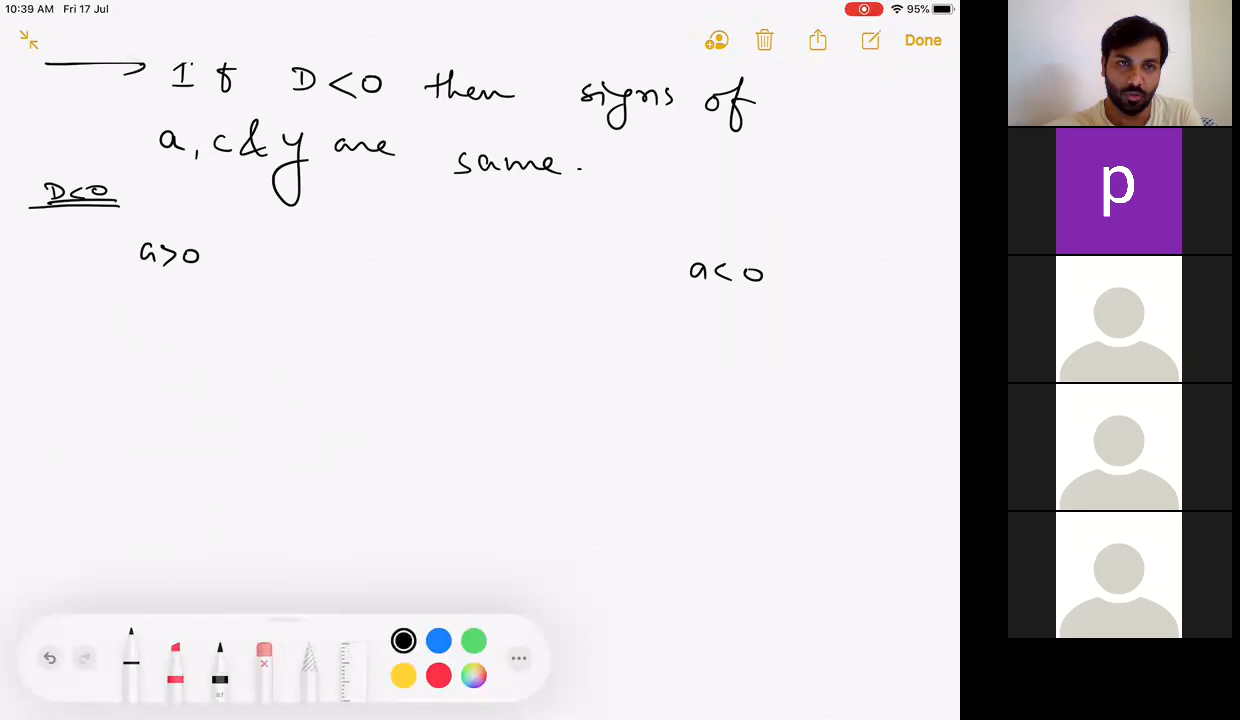 10:39 AM Fri 17 Jul
95%
Done
If D<0 then signs of
a, c & y are same.
D<0
a>0
a<0
p